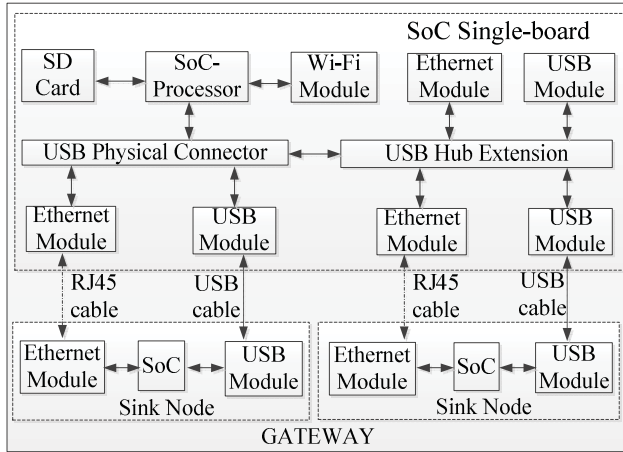 SoC Single-board
SD
Card
SoC-
Processor
Wi-Fi
Module
Ethernet
Module
USB
Module
USB Physical Connector
USB Hub Extension
Ethernet
Module
USB
Module
Ethernet
Module
USB
Module
RJ45
cable
USB
cable
RJ45
cable
USB
cable
Ethernet
Module
SoC
USB
Module
Sink Node
Ethernet
Module
SoC
USB
Module
Sink Node
GATEWAY